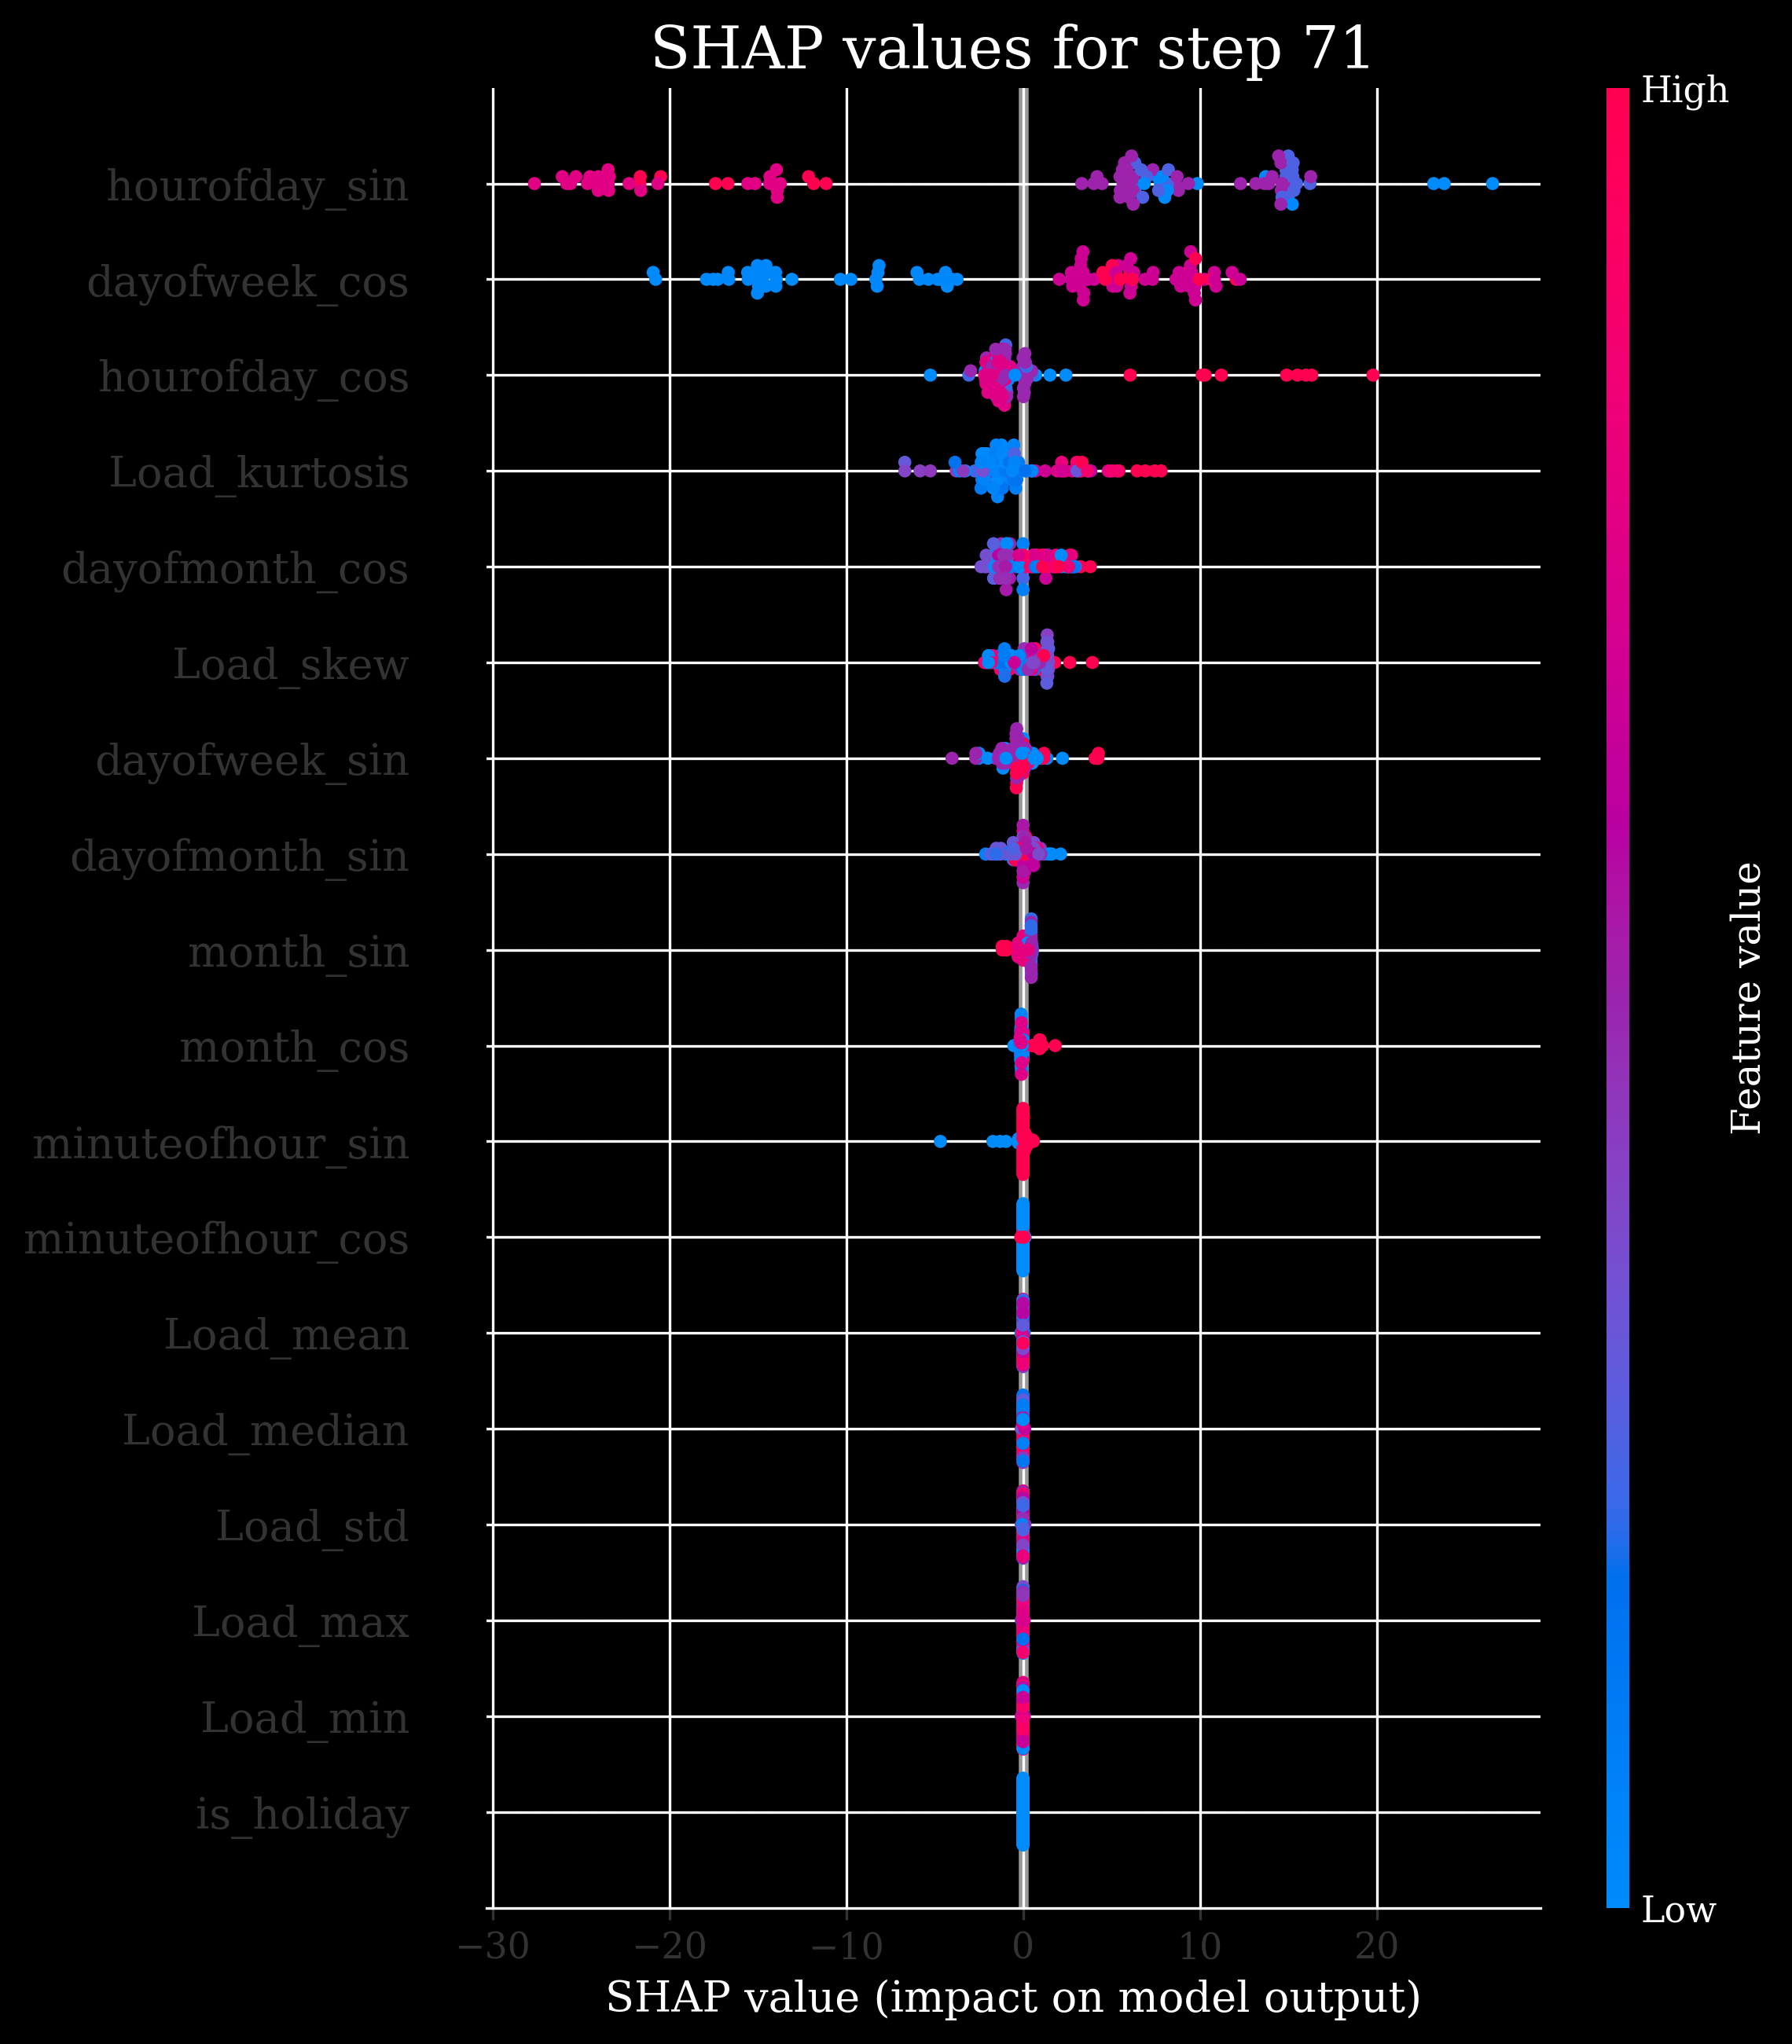 SHAP values for step 71
High
hourofday_sin
dayofweek_cos
hourofday_cos
Load_kurtosis
dayofmonth_cos
Load_skew
dayofweek_sin
dayofmonth_sin
month_sin
month_cos
minuteofhour_sin
minuteofhour_cos
Load_mean
Load_median
Load_std
Load_max
Load_min
is_holiday
Feature value
Low
−30 −20 −10 0 10 20
SHAP value (impact on model output)